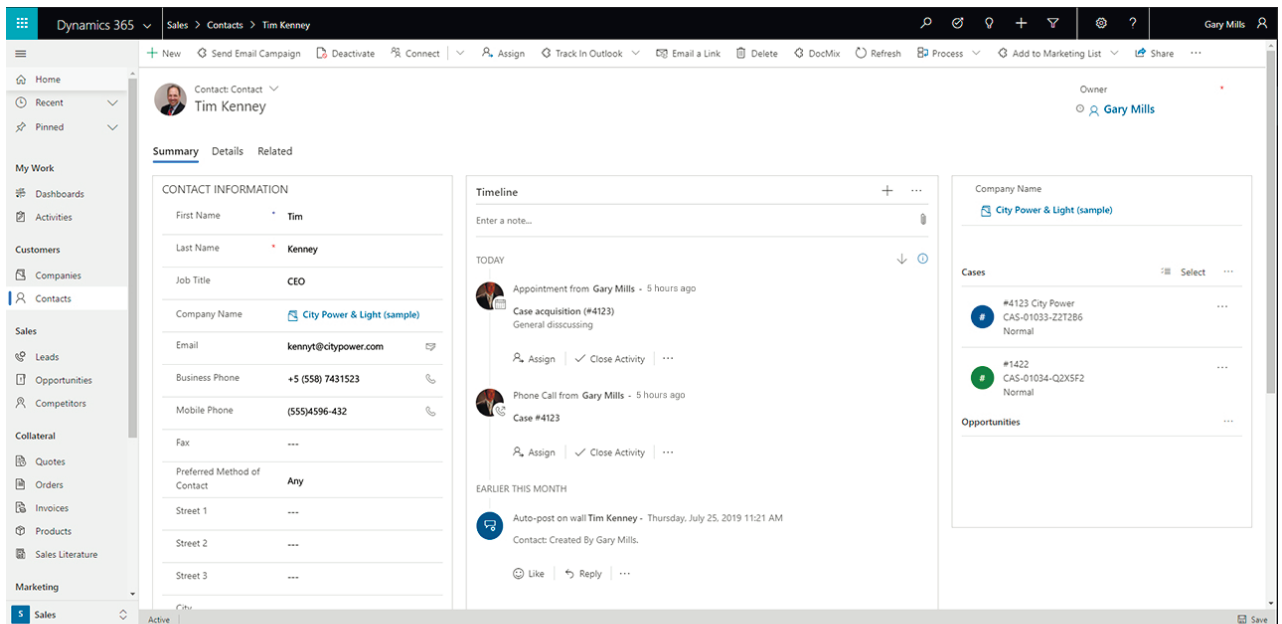 Dynamics 365
Sales > Contacts > Tim Kenney
Gary Mills
Home
Recent
Pinned
My Work
Dashboards
Activities
Customers
Companies
Contacts
Sales
Leads
Opportunities
Competitors
Collateral
Quotes
Orders
Invoices
Products
Sales Literature
Marketing
S Sales
New Send Email Campaign Deactivate Connect Assign Track In Outlook Email a Link Delete DocMix Refresh Process Add to Marketing List Share ...
Contact: Contact
Tim Kenney
Owner *
Gary Mills
Summary Details Related
CONTACT INFORMATION
First Name * Tim
Last Name * Kenney
Job Title CEO
Company Name City Power & Light (sample)
Email kennyt@citypower.com
Business Phone +5 (558) 7431523
Mobile Phone (555)4596-432
Fax ---
Preferred Method of
Contact Any
Street 1 ---
Street 2 ---
Street 3 ---
City
Timeline
Enter a note...
TODAY
Appointment from Gary Mills - 5 hours ago
Case acquisition (#4123)
General disscussing
Assign Close Activity ...
Phone Call from Gary Mills - 5 hours ago
Case #4123
Assign Close Activity ...
EARLIER THIS MONTH
Auto-post on wall Tim Kenney - Thursday, July 25, 2019 11:21 AM
Contact: Created By Gary Mills.
Like Reply ...
Company Name
City Power & Light (sample)
Cases Select ...
#4123 City Power ...
# CAS-01033-Z2T2B6
Normal
#1422 ...
# CAS-01034-Q2X5F2
Normal
Opportunities ...
Active
Save